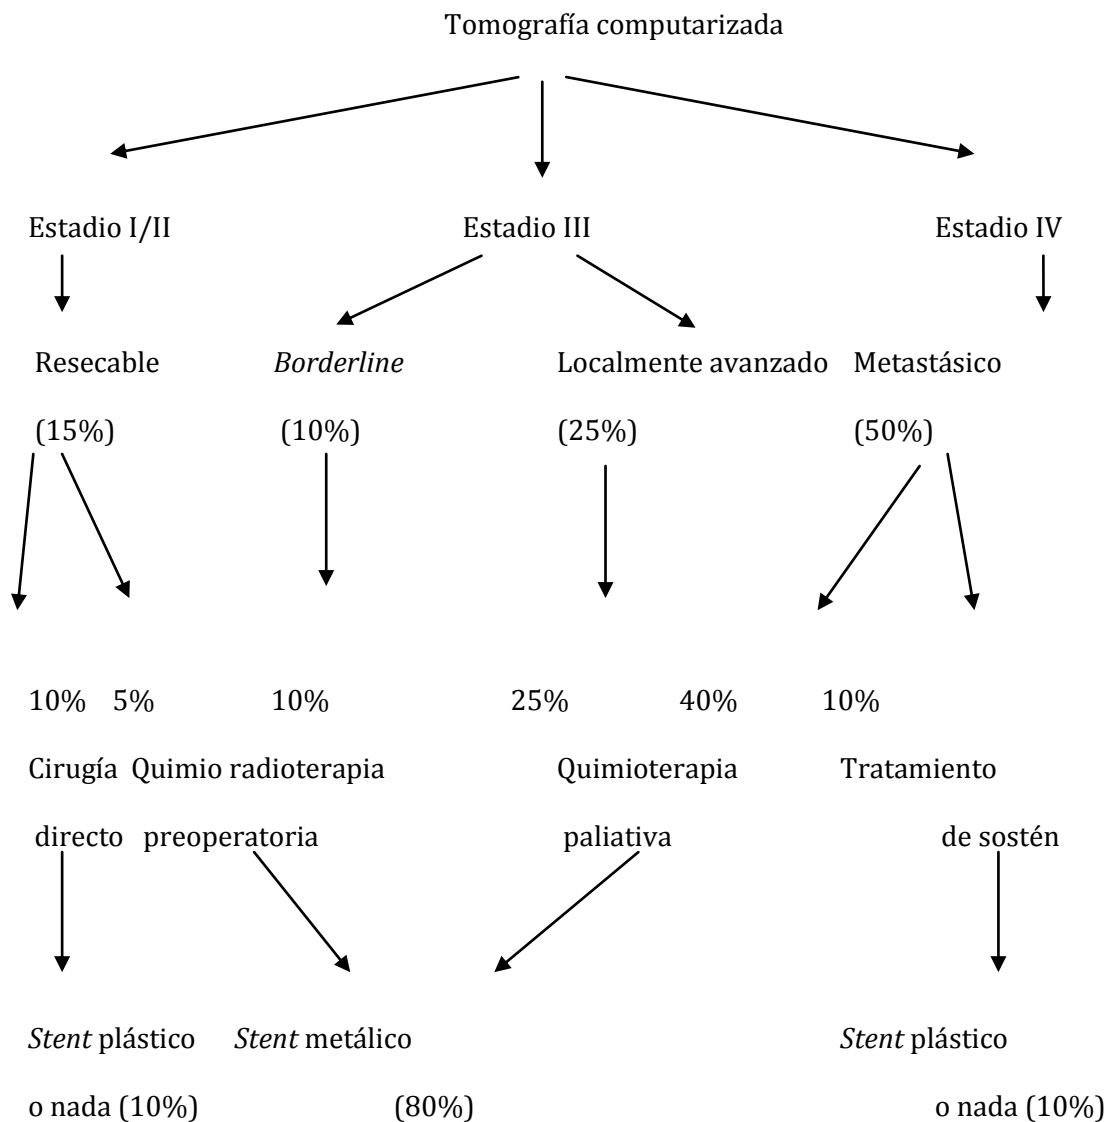 Tomografía computarizada
Estadio I/II Estadio III Estadio IV
Resecable Borderline Localmente avanzado Metastásico
(15%) (10%) (25%) (50%)
10% 5% 10% 25% 40% 10%
Cirugía Quimio radioterapia Quimioterapia Tratamiento
directo preoperatoria paliativa de sostén
Stent plástico Stent metálico Stent plástico
o nada (10%) (80%) o nada (10%)